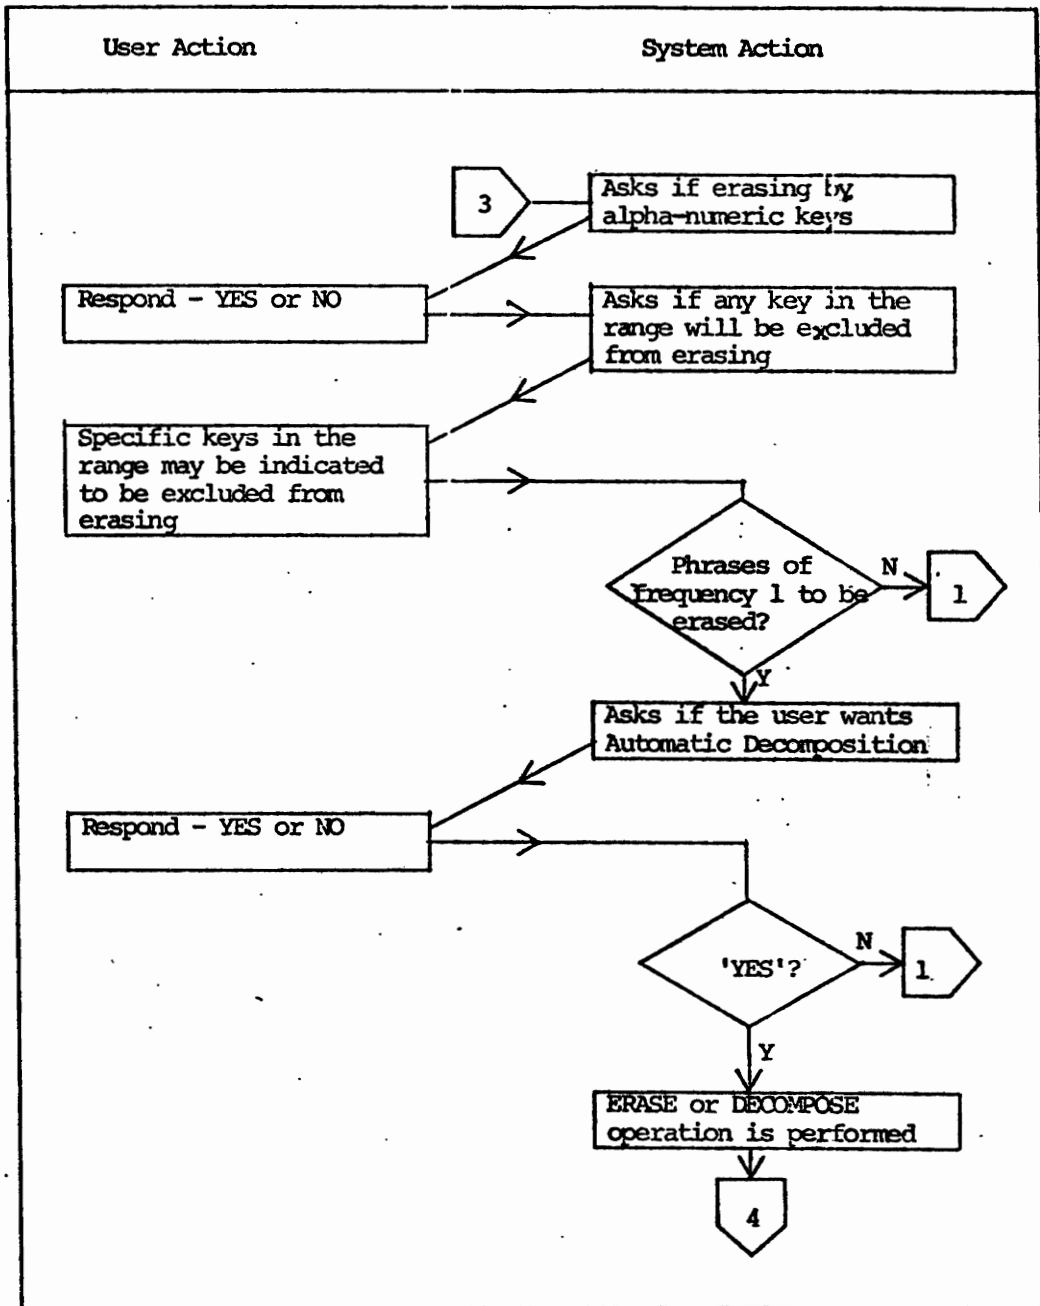 User Action
System Action
3
Asks if erasing by
alpha-numeric keys
Respond - YES or NO
Asks if any key in the
range will be excluded
from erasing
Specific keys in the
range may be indicated
to be excluded from
erasing
Phrases of
frequency 1 to be
erased?
N
1
Y
Asks if the user wants
Automatic Decomposition
Respond - YES or NO
'YES'?
N
1
Y
ERASE or DECOMPOSE
operation is performed
4